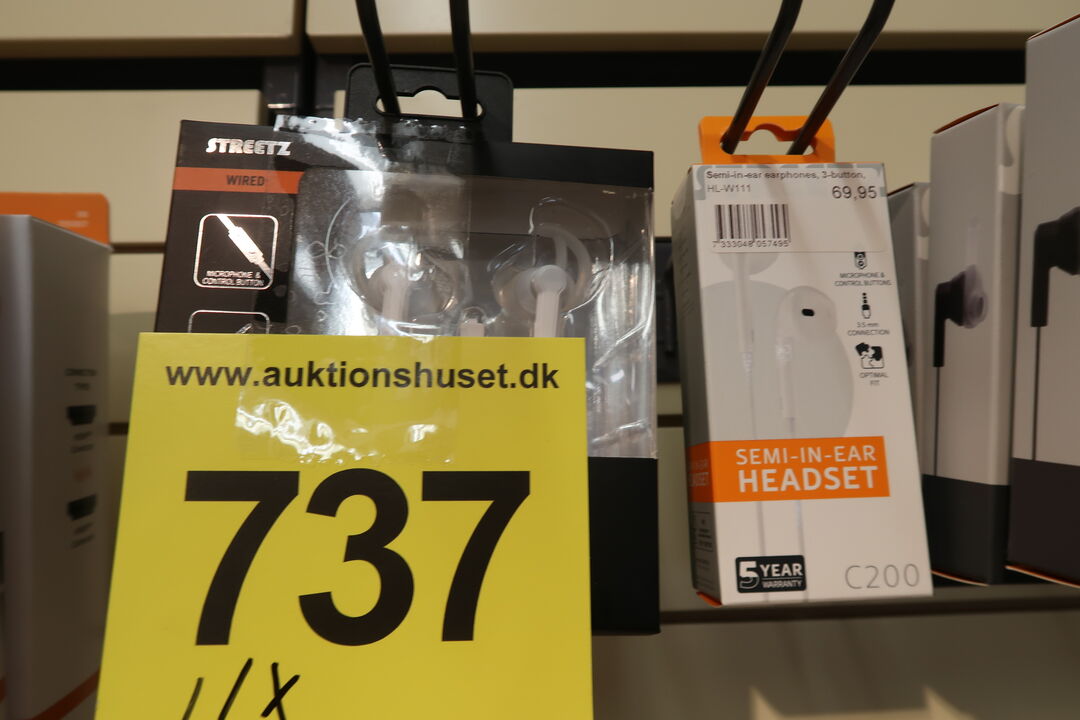 STREETZ
WIRED
MICROPHONE &
CONTROL BUTTON
www.auktionshuset.dk
737
Semi-in-ear earphones, 3-button,
HL-W111
69,95
7 333048 057495
MICROPHONE &
CONTROL BUTTONS
3.5 mm
CONNECTION
OPTIMAL
FIT
SEMI-IN-EAR
HEADSET
5 YEAR
WARRANTY
C200